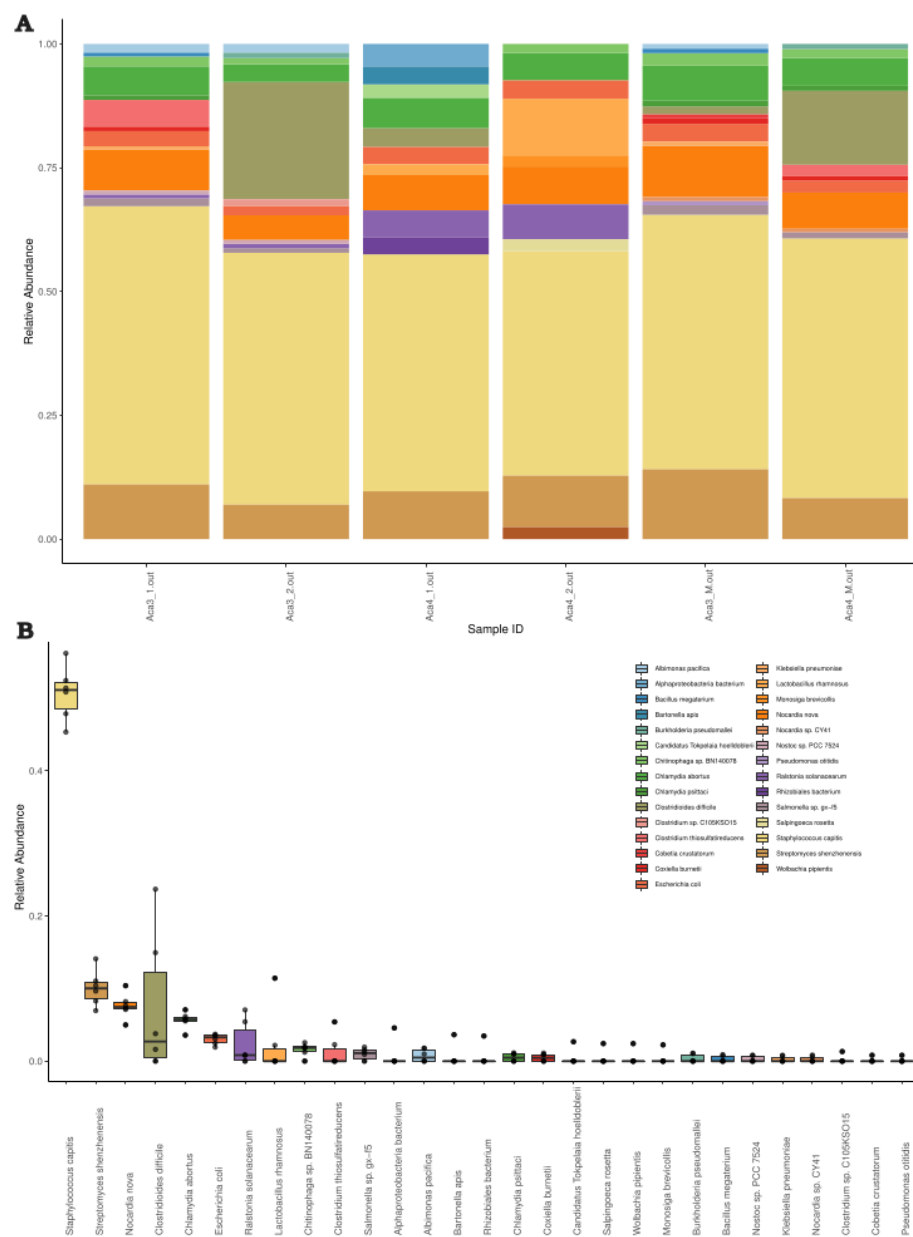 A
1.00
0.75
0.50
0.25
0.00
Relative Abundance
Aca3_1.out
Aca3_2.out
Aca4_1.out
Aca4_2.out
Aca3_M.out
Aca4_M.out
Sample ID
B
0.4
0.2
0.0
Relative Abundance
Albimonas pacifica
Alphaproteobacteria bacterium
Bacillus megaterium
Bartonella apis
Burkholderia pseudomallei
Candidatus Tokpelaia hoelldoblerii
Chitinophaga sp. BN140078
Chlamydia abortus
Chlamydia psittaci
Clostridioides difficile
Clostridium sp. C105KSO15
Clostridium thiosulfatireducens
Cobetia crustatorum
Coxiella burnetii
Escherichia coli
Klebsiella pneumoniae
Lactobacillus rhamnosus
Monosiga brevicollis
Nocardia nova
Nocardia sp. CY41
Nostoc sp. PCC 7524
Pseudomonas otitidis
Ralstonia solanacearum
Rhizobiales bacterium
Salmonella sp. gx-f5
Salpingoeca rosetta
Staphylococcus capitis
Streptomyces shenzhenensis
Wolbachia pipientis
Staphylococcus capitis
Streptomyces shenzhenensis
Nocardia nova
Clostridioides difficile
Chlamydia abortus
Escherichia coli
Ralstonia solanacearum
Lactobacillus rhamnosus
Chitinophaga sp. BN140078
Clostridium thiosulfatireducens
Salmonella sp. gx-f5
Alphaproteobacteria bacterium
Albimonas pacifica
Bartonella apis
Rhizobiales bacterium
Chlamydia psittaci
Coxiella burnetii
Candidatus Tokpelaia hoelldoblerii
Salpingoeca rosetta
Wolbachia pipientis
Monosiga brevicollis
Burkholderia pseudomallei
Bacillus megaterium
Nostoc sp. PCC 7524
Klebsiella pneumoniae
Nocardia sp. CY41
Clostridium sp. C105KSO15
Cobetia crustatorum
Pseudomonas otitidis